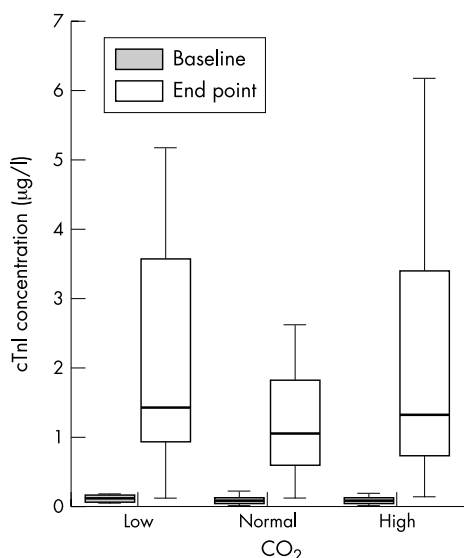 7
Baseline
6
End point
5
4
3
2
1
0
cTnI concentration (μg/l)
Low Normal High
CO₂